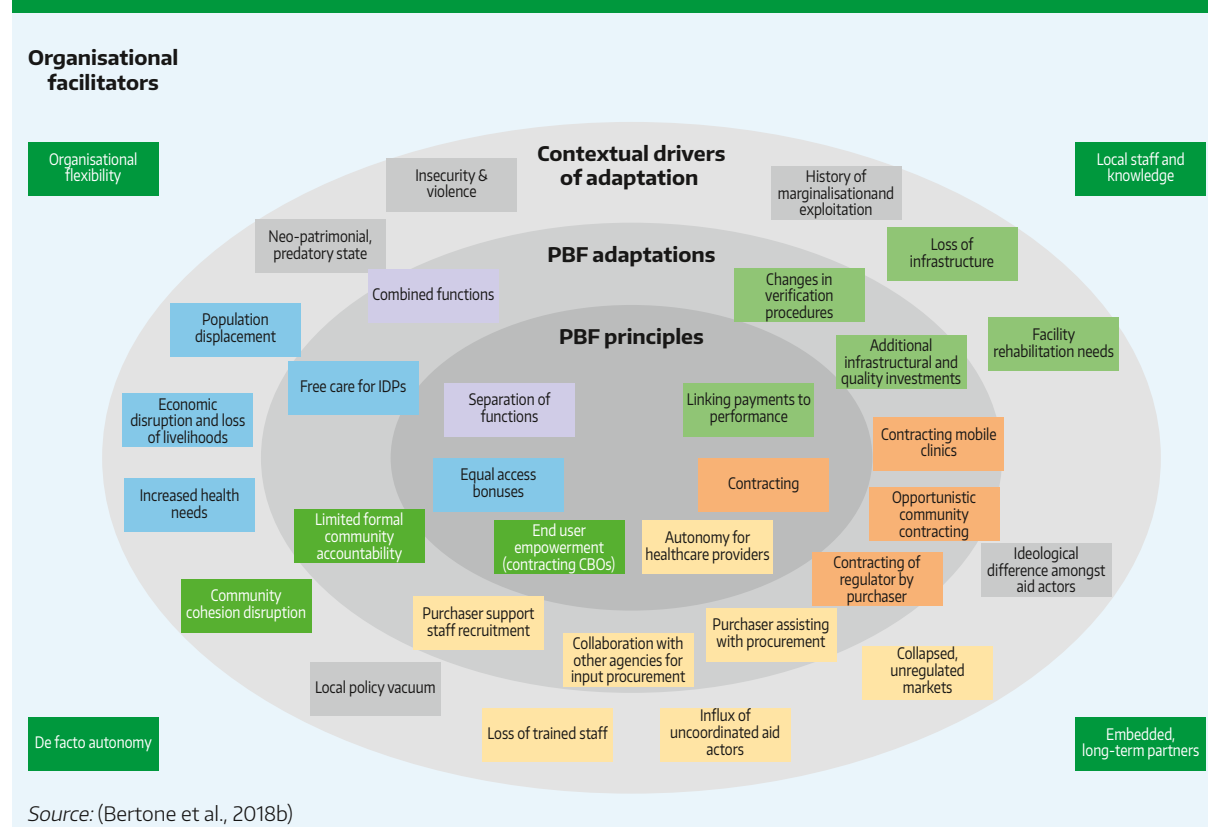 Organisational
facilitators
Organisational
flexibility
Local staff and
knowledge
Contextual drivers
of adaptation
Insecurity &
violence
History of
marginalisationand
exploitation
Neo-patrimonial,
predatory state
Loss of
infrastructure
PBF adaptations
Combined functions
Changes in
verification
procedures
Population
displacement
Facility
rehabilitation needs
PBF principles
Additional
infrastructural and
quality investments
Free care for IDPs
Separation of
functions
Linking payments to
performance
Economic
disruption and loss
of livelihoods
Contracting mobile
clinics
Equal access
bonuses
Contracting
Increased health
needs
Opportunistic
community
contracting
Limited formal
community
accountability
End user
empowerment
(contracting CBOs)
Autonomy for
healthcare providers
Ideological
difference amongst
aid actors
Contracting of
regulator by
purchaser
Community
cohesion disruption
Purchaser support
staff recruitment
Collaboration with
other agencies for
input procurement
Purchaser assisting
with procurement
Collapsed,
unregulated
markets
Local policy vacuum
Loss of trained staff
Influx of
uncoordinated aid
actors
De facto autonomy
Embedded,
long-term partners
Source: (Bertone et al., 2018b)